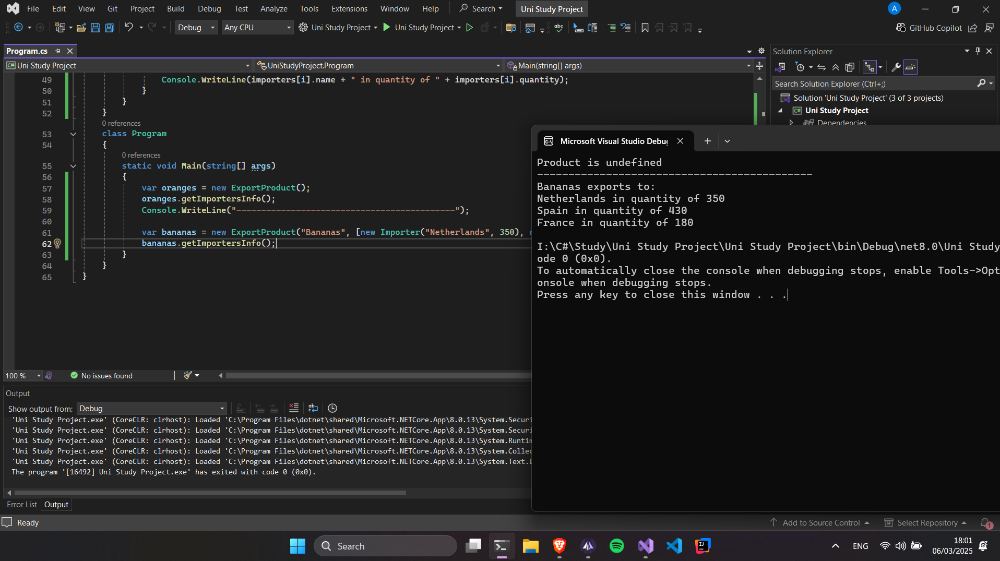 File Edit View Git Project Build Debug Test Analyze Tools Extensions Window Help Search Uni Study Project A
Debug Any CPU Uni Study Project Uni Study Project GitHub Copilot
Program.cs
C# Uni Study Project UniStudyProject.Program Main(string[] args)
49 Console.WriteLine(importers[i].name + " in quantity of " + importers[i].quantity);
50 }
51 }
52 }
0 references
53 class Program
54 {
0 references
55 static void Main(string[] args)
56 {
57 var oranges = new ExportProduct();
58 oranges.getImportersInfo();
59 Console.WriteLine("-------------------------------------------");
60
61 var bananas = new ExportProduct("Bananas", [new Importer("Netherlands", 350), n
62 bananas.getImportersInfo();
63 }
64 }
65 }
100 % No issues found
Output
Show output from: Debug
'Uni Study Project.exe' (CoreCLR: clrhost): Loaded 'C:\Program Files\dotnet\shared\Microsoft.NETCore.App\8.0.13\System.Securi
'Uni Study Project.exe' (CoreCLR: clrhost): Loaded 'C:\Program Files\dotnet\shared\Microsoft.NETCore.App\8.0.13\System.Securi
'Uni Study Project.exe' (CoreCLR: clrhost): Loaded 'C:\Program Files\dotnet\shared\Microsoft.NETCore.App\8.0.13\System.Runtim
'Uni Study Project.exe' (CoreCLR: clrhost): Loaded 'C:\Program Files\dotnet\shared\Microsoft.NETCore.App\8.0.13\System.Collec
'Uni Study Project.exe' (CoreCLR: clrhost): Loaded 'C:\Program Files\dotnet\shared\Microsoft.NETCore.App\8.0.13\System.Text.E
The program '[16492] Uni Study Project.exe' has exited with code 0 (0x0).
Error List Output
Solution Explorer
Search Solution Explorer (Ctrl+;)
Solution 'Uni Study Project' (3 of 3 projects)
C# Uni Study Project
Dependencies
Microsoft Visual Studio Debug
Product is undefined
--------------------------------------------
Bananas exports to:
Netherlands in quantity of 350
Spain in quantity of 430
France in quantity of 180
I:\C#\Study\Uni Study Project\Uni Study Project\bin\Debug\net8.0\Uni Study
ode 0 (0x0).
To automatically close the console when debugging stops, enable Tools->Opt
onsole when debugging stops.
Press any key to close this window . . .
Ready Add to Source Control Select Repository 1
Search IJ ENG 18:01
06/03/2025